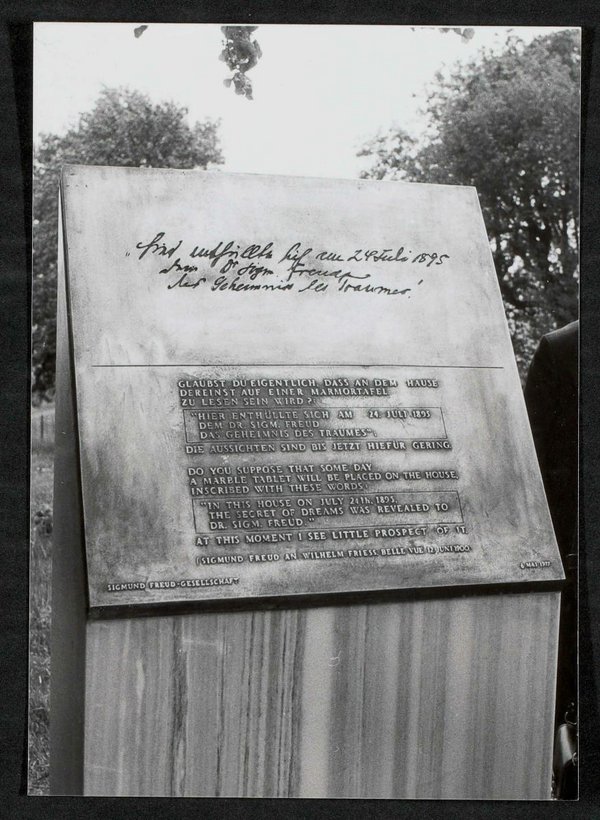 „Hier enthüllte sich am 24 Juli 1895
dem Dr Sigm. Freud
das Geheimnis des Traumes."
GLAUBST DU EIGENTLICH, DASS AN DEM HAUSE
DEREINST AUF EINER MARMORTAFEL
ZU LESEN SEIN WIRD?:
"HIER ENTHÜLLTE SICH AM 24. JULI 1895
DEM DR. SIGM. FREUD
DAS GEHEIMNIS DES TRAUMES".
DIE AUSSICHTEN SIND BIS JETZT HIEFÜR GERING.
DO YOU SUPPOSE THAT SOME DAY
A MARBLE TABLET WILL BE PLACED ON THE HOUSE,
INSCRIBED WITH THESE WORDS:
"IN THIS HOUSE ON JULY 24th, 1895,
THE SECRET OF DREAMS WAS REVEALED TO
DR. SIGM. FREUD."
AT THIS MOMENT I SEE LITTLE PROSPECT OF IT.
(SIGMUND FREUD AN WILHELM FRIESS, BELLE VUE, 12. JUNI 1900)
SIGMUND FREUD-GESELLSCHAFT
6 MAI 1977